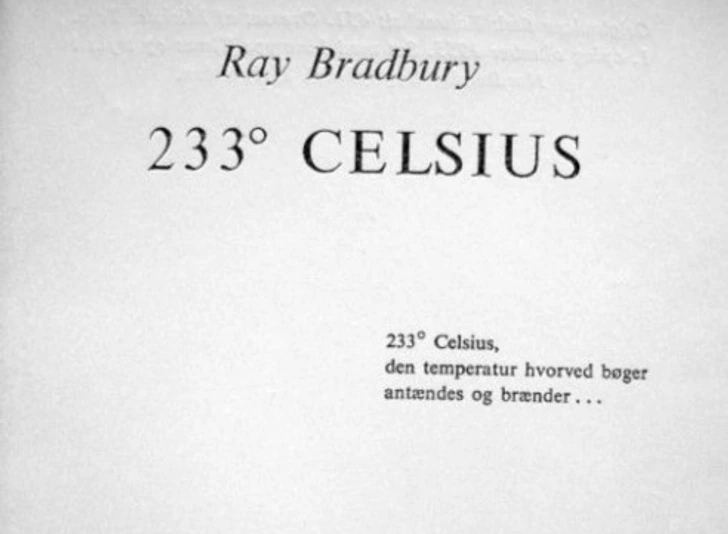 Ray Bradbury
233° CELSIUS
233° Celsius,
den temperatur hvorved bøger
antændes og brænder...